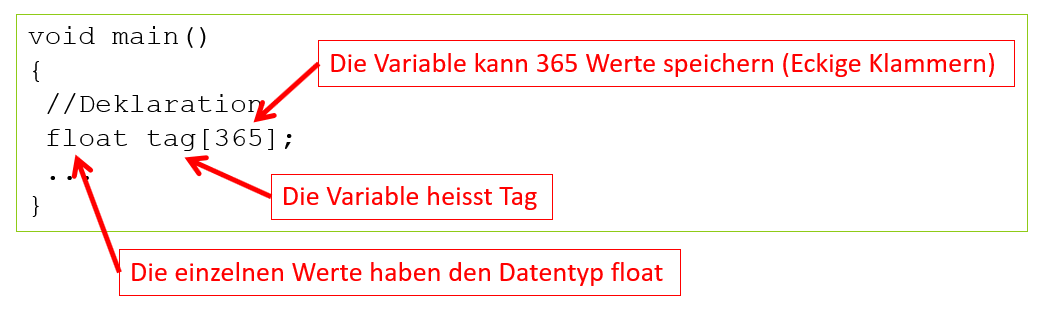 void main()
{
Die Variable kann 365 Werte speichern (Eckige Klammern)
//Deklaration
float tag[365];
...
Die Variable heisst Tag
}
Die einzelnen Werte haben den Datentyp float